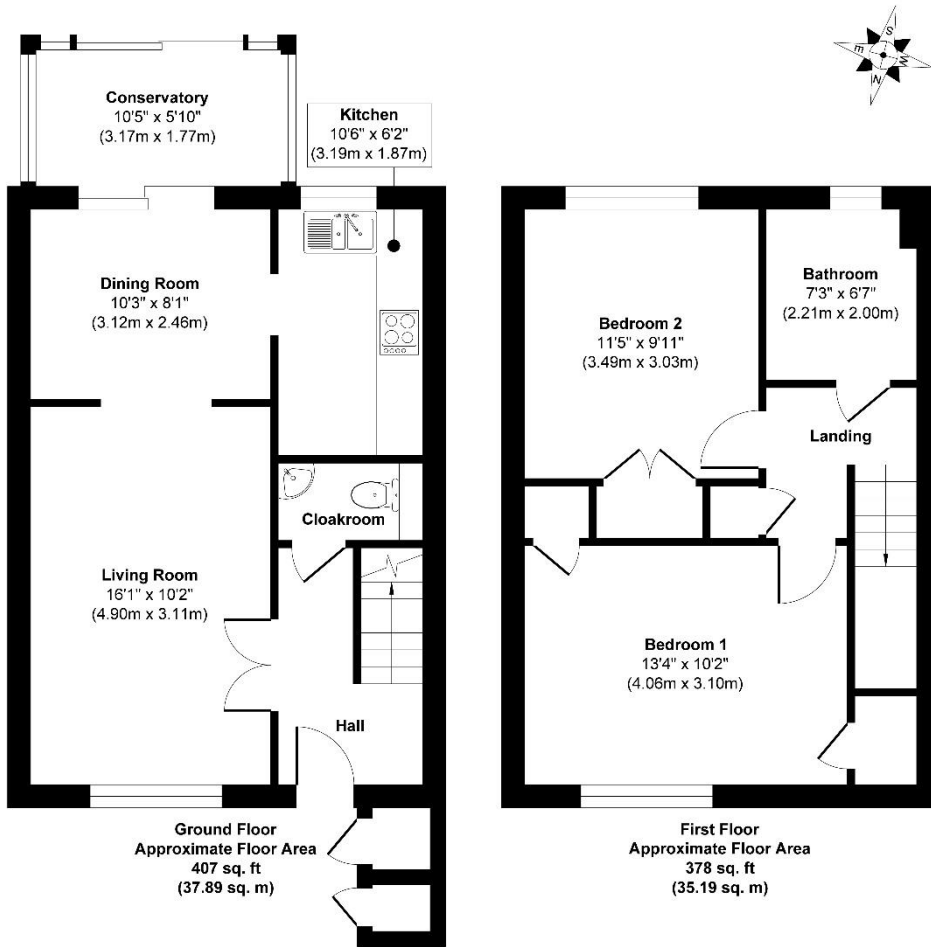 Conservatory
10'5" x 5'10"
(3.17m x 1.77m)
Kitchen
10'6" x 6'2"
(3.19m x 1.87m)
S
E
W
N
Dining Room
10'3" x 8'1"
(3.12m x 2.46m)
Cloakroom
Living Room
16'1" x 10'2"
(4.90m x 3.11m)
Hall
Ground Floor
Approximate Floor Area
407 sq. ft
(37.89 sq. m)
Bedroom 2
11'5" x 9'11"
(3.49m x 3.03m)
Bathroom
7'3" x 6'7"
(2.21m x 2.00m)
Landing
Bedroom 1
13'4" x 10'2"
(4.06m x 3.10m)
First Floor
Approximate Floor Area
378 sq. ft
(35.19 sq. m)